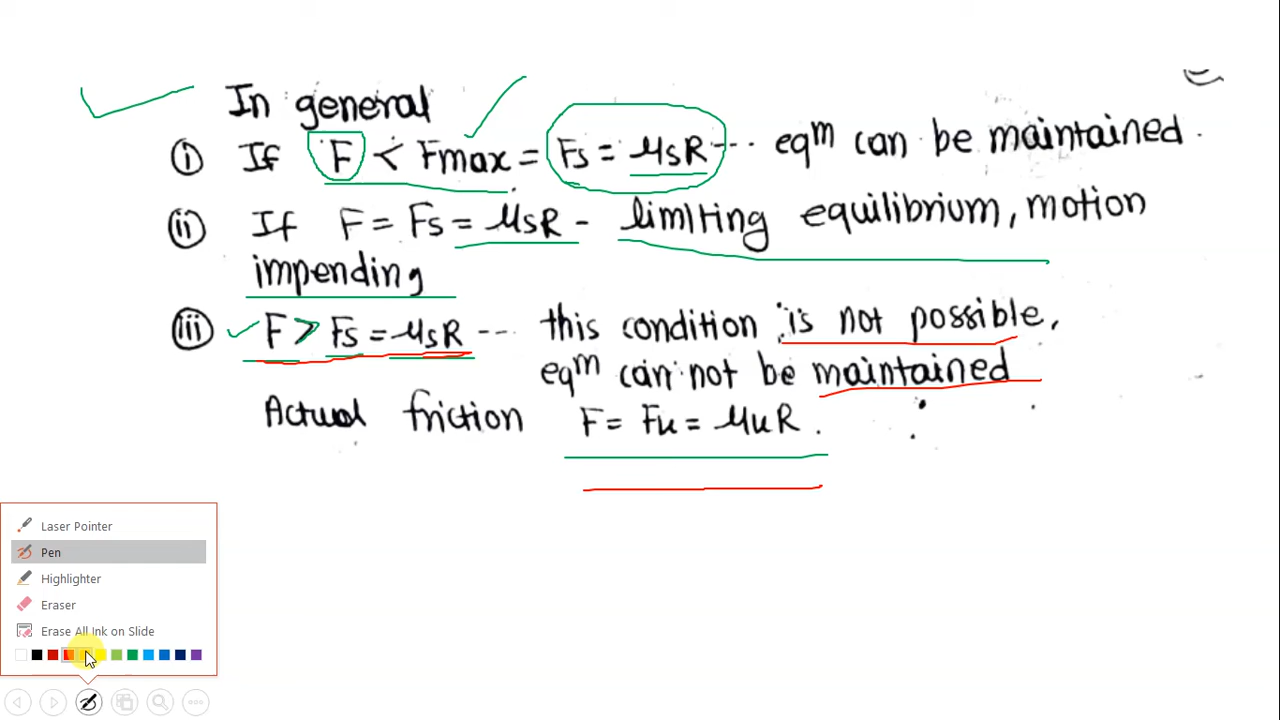 In general
(i) If F < Fmax = Fs = μsR --- eqm can be maintained.
(ii) If F = Fs = μsR - limiting equilibrium, motion
impending
(iii) F > Fs = μsR --- this condition is not possible,
eqm can not be maintained
Actual friction F = Fu = μuR.
Laser Pointer
Pen
Highlighter
Eraser
Erase All Ink on Slide